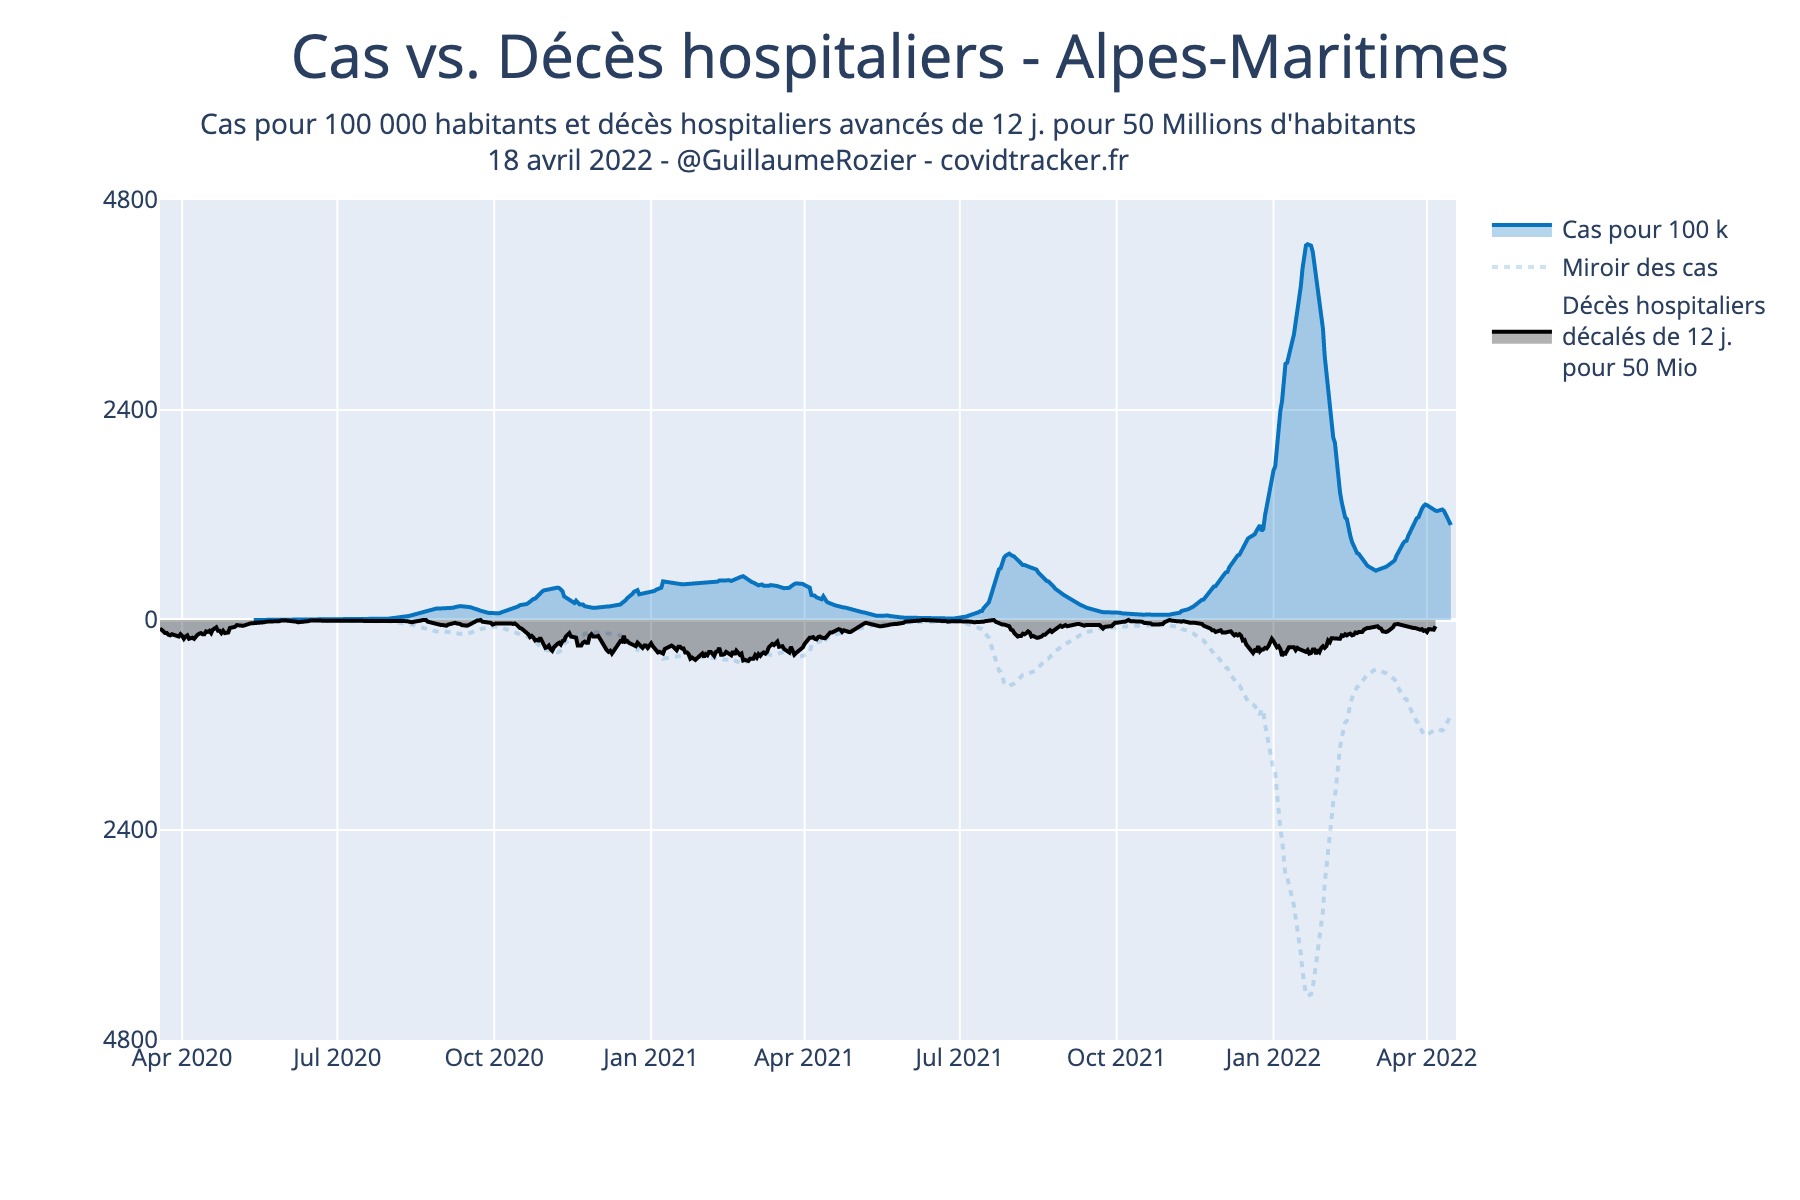 Cas vs. Décès hospitaliers - Alpes-Maritimes
Cas pour 100 000 habitants et décès hospitaliers avancés de 12 j. pour 50 Millions d'habitants
18 avril 2022 - @GuillaumeRozier - covidtracker.fr
4800
2400
0
2400
4800
Apr 2020
Jul 2020
Oct 2020
Jan 2021
Apr 2021
Jul 2021
Oct 2021
Jan 2022
Apr 2022
Cas pour 100 k
Miroir des cas
Décès hospitaliers
décalés de 12 j.
pour 50 Mio